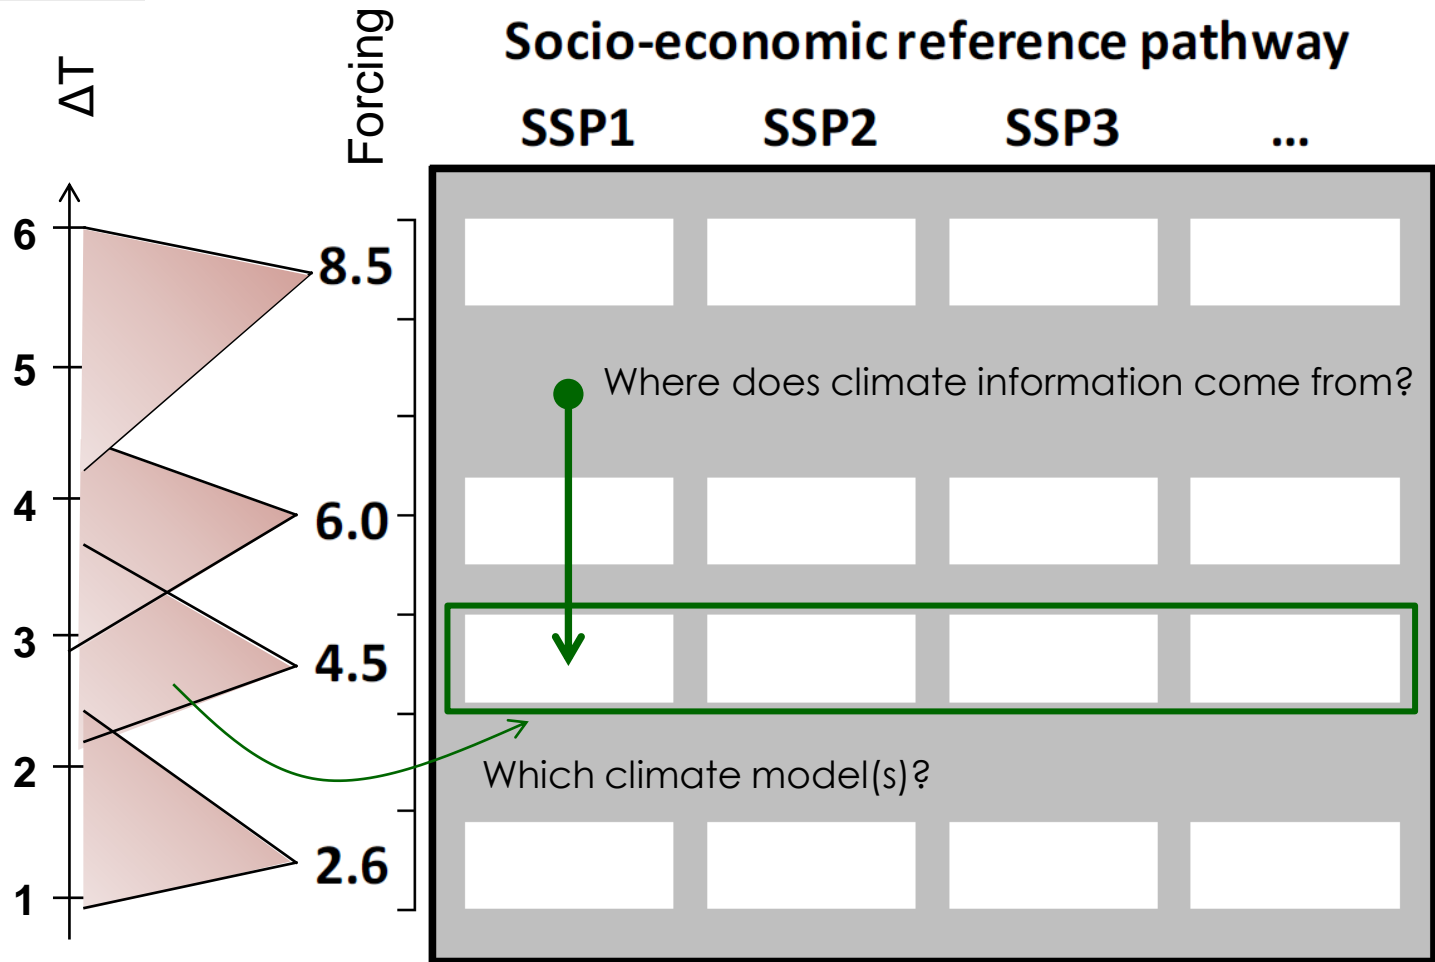 Socio-economic reference pathway
ΔT
Forcing
SSP1 SSP2 SSP3 ...
6
8.5
5
Where does climate information come from?
4
6.0
3
4.5
2
Which climate model(s)?
2.6
1